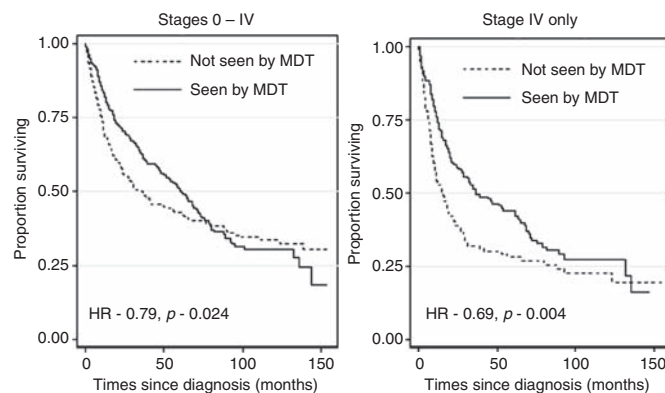 Stages 0 – IV
Proportion surviving
1.00
0.75
0.50
0.25
0.00
Not seen by MDT
Seen by MDT
HR - 0.79, p - 0.024
0 50 100 150
Times since diagnosis (months)
Stage IV only
Proportion surviving
1.00
0.75
0.50
0.25
0.00
Not seen by MDT
Seen by MDT
HR - 0.69, p - 0.004
0 50 100 150
Times since diagnosis (months)